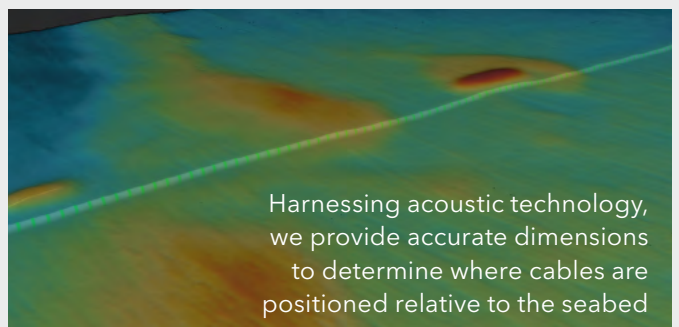 Harnessing acoustic technology,
we provide accurate dimensions
to determine where cables are
positioned relative to the seabed